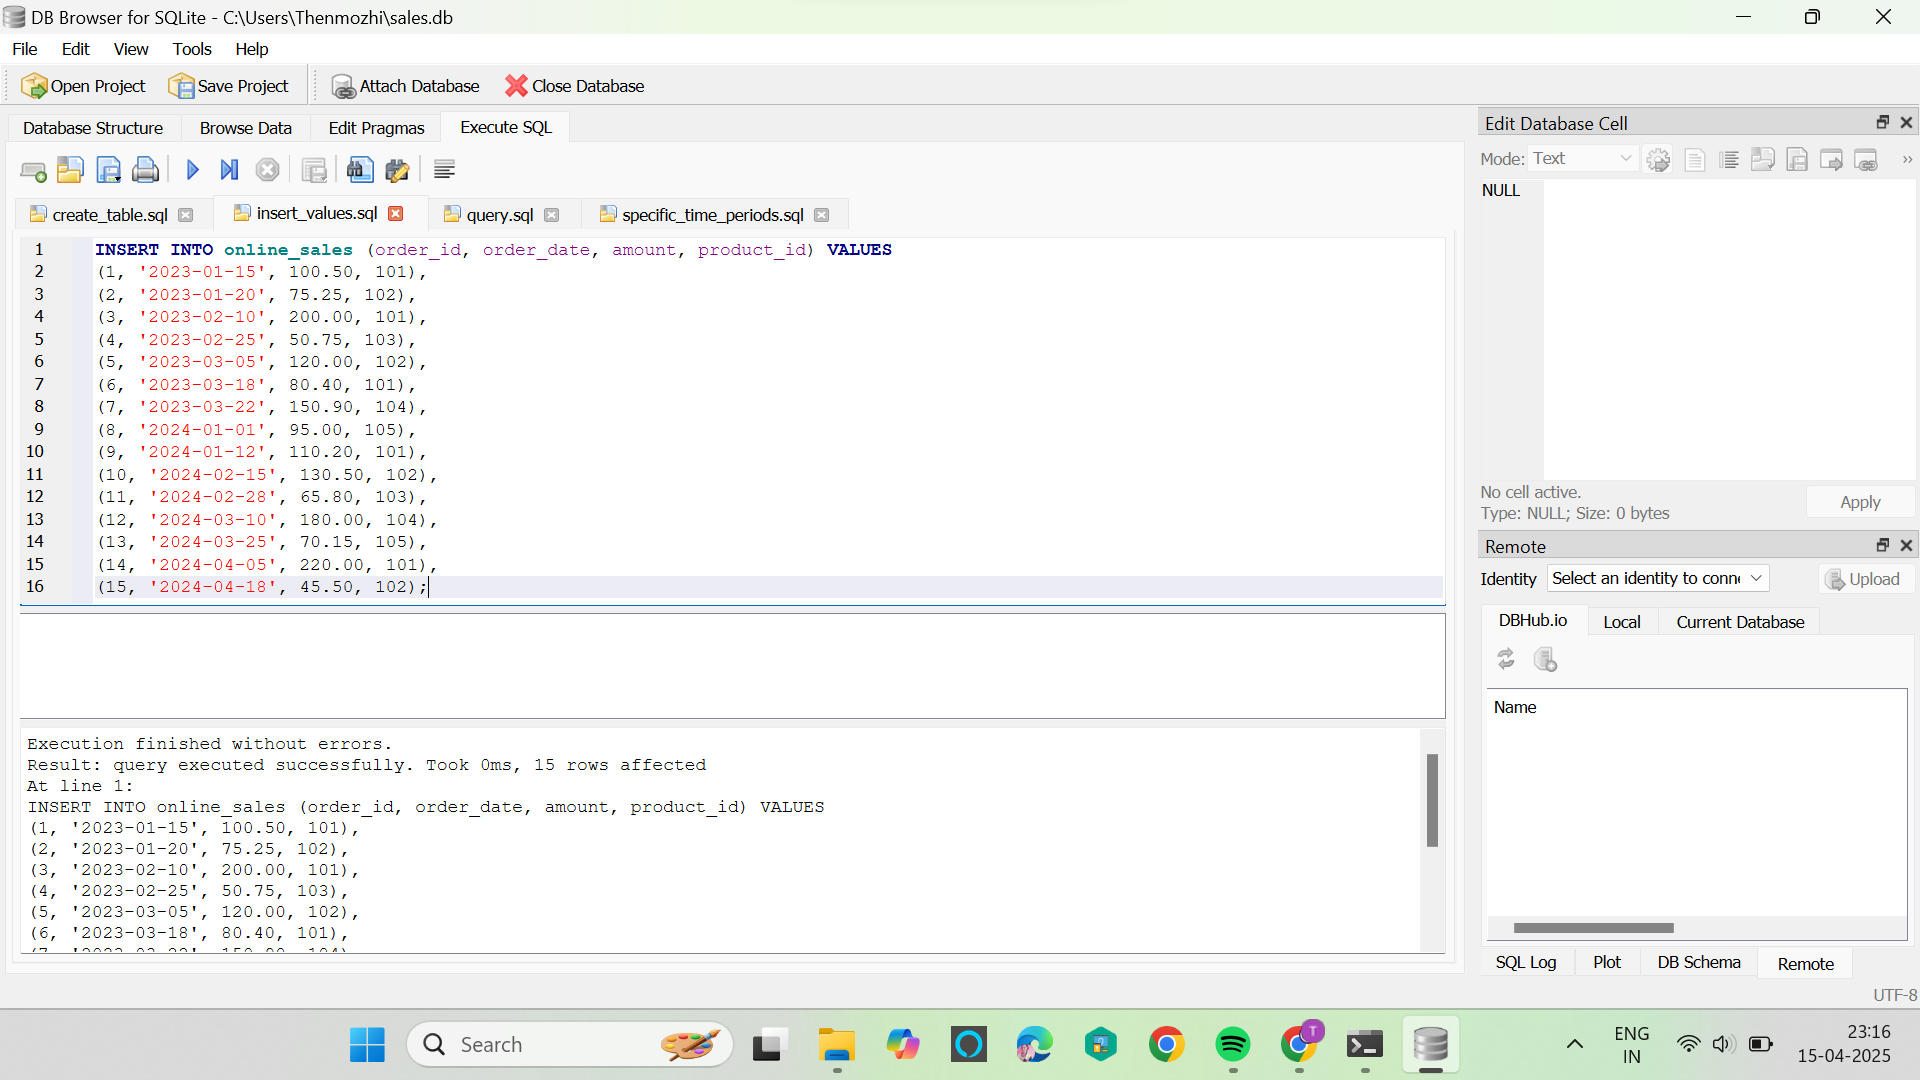 DB Browser for SQLite - C:\Users\Thenmozhi\sales.db
File Edit View Tools Help
Open Project Save Project Attach Database Close Database
Database Structure Browse Data Edit Pragmas Execute SQL
create_table.sql insert_values.sql query.sql specific_time_periods.sql
1 INSERT INTO online_sales (order_id, order_date, amount, product_id) VALUES
2 (1, '2023-01-15', 100.50, 101),
3 (2, '2023-01-20', 75.25, 102),
4 (3, '2023-02-10', 200.00, 101),
5 (4, '2023-02-25', 50.75, 103),
6 (5, '2023-03-05', 120.00, 102),
7 (6, '2023-03-18', 80.40, 101),
8 (7, '2023-03-22', 150.90, 104),
9 (8, '2024-01-01', 95.00, 105),
10 (9, '2024-01-12', 110.20, 101),
11 (10, '2024-02-15', 130.50, 102),
12 (11, '2024-02-28', 65.80, 103),
13 (12, '2024-03-10', 180.00, 104),
14 (13, '2024-03-25', 70.15, 105),
15 (14, '2024-04-05', 220.00, 101),
16 (15, '2024-04-18', 45.50, 102);
Execution finished without errors.
Result: query executed successfully. Took 0ms, 15 rows affected
At line 1:
INSERT INTO online_sales (order_id, order_date, amount, product_id) VALUES
(1, '2023-01-15', 100.50, 101),
(2, '2023-01-20', 75.25, 102),
(3, '2023-02-10', 200.00, 101),
(4, '2023-02-25', 50.75, 103),
(5, '2023-03-05', 120.00, 102),
(6, '2023-03-18', 80.40, 101),
Edit Database Cell
Mode: Text
NULL
No cell active.
Type: NULL; Size: 0 bytes
Apply
Remote
Identity Select an identity to conne Upload
DBHub.io Local Current Database
Name
SQL Log Plot DB Schema Remote
UTF-8
Search
T
ENG
IN
23:16
15-04-2025